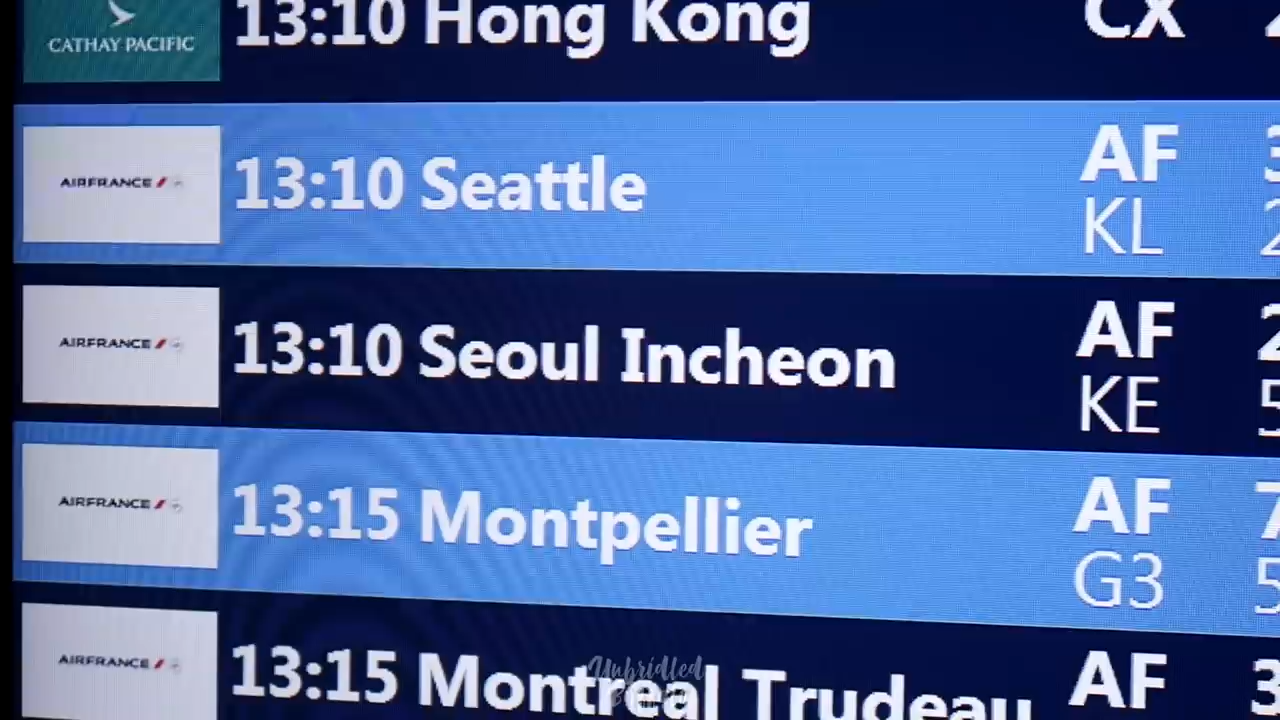 CATHAY PACIFIC
13:10 Hong Kong CX
AIRFRANCE
13:10 Seattle AF
KL
AIRFRANCE
13:10 Seoul Incheon AF
KE
AIRFRANCE
13:15 Montpellier AF
G3
AIRFRANCE
13:15 Montreal Trudeau AF
Unbridled